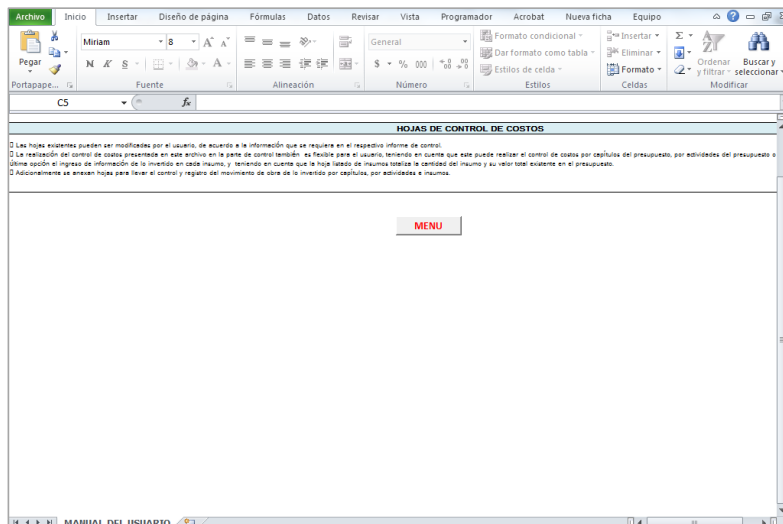 Archivo Inicio Insertar Diseño de página Fórmulas Datos Revisar Vista Programador Acrobat Nueva ficha Equipo
Pegar
Miriam 8 A A
N K S A
General
$ % 000
Formato condicional
Dar formato como tabla
Estilos de celda
Insertar
Eliminar
Formato
Σ
Ordenar y filtrar
Buscar y seleccionar
Portapape... Fuente Alineación Número Estilos Celdas Modificar
C5 fx
HOJAS DE CONTROL DE COSTOS
Las hojas existentes pueden ser modificadas por el usuario, de acuerdo a la información que se requiera en el respectivo informe de control.
La realización del control de costos presentada en este archivo en la parte de control también es flexible para el usuario, teniendo en cuenta que este puede realizar el control de costos por capítulos del presupuesto, por actividades del presupuesto o
última opción el ingreso de información de lo invertido en cada insumo, y teniendo en cuenta que la hoja listado de insumos totaliza la cantidad del insumo y su valor total existente en el presupuesto.
Adicionalmente se anexan hojas para llevar el control y registro del movimiento de obra de lo invertido por capítulos, por actividades e insumos.
MENU
MANUAL DEL USUARIO